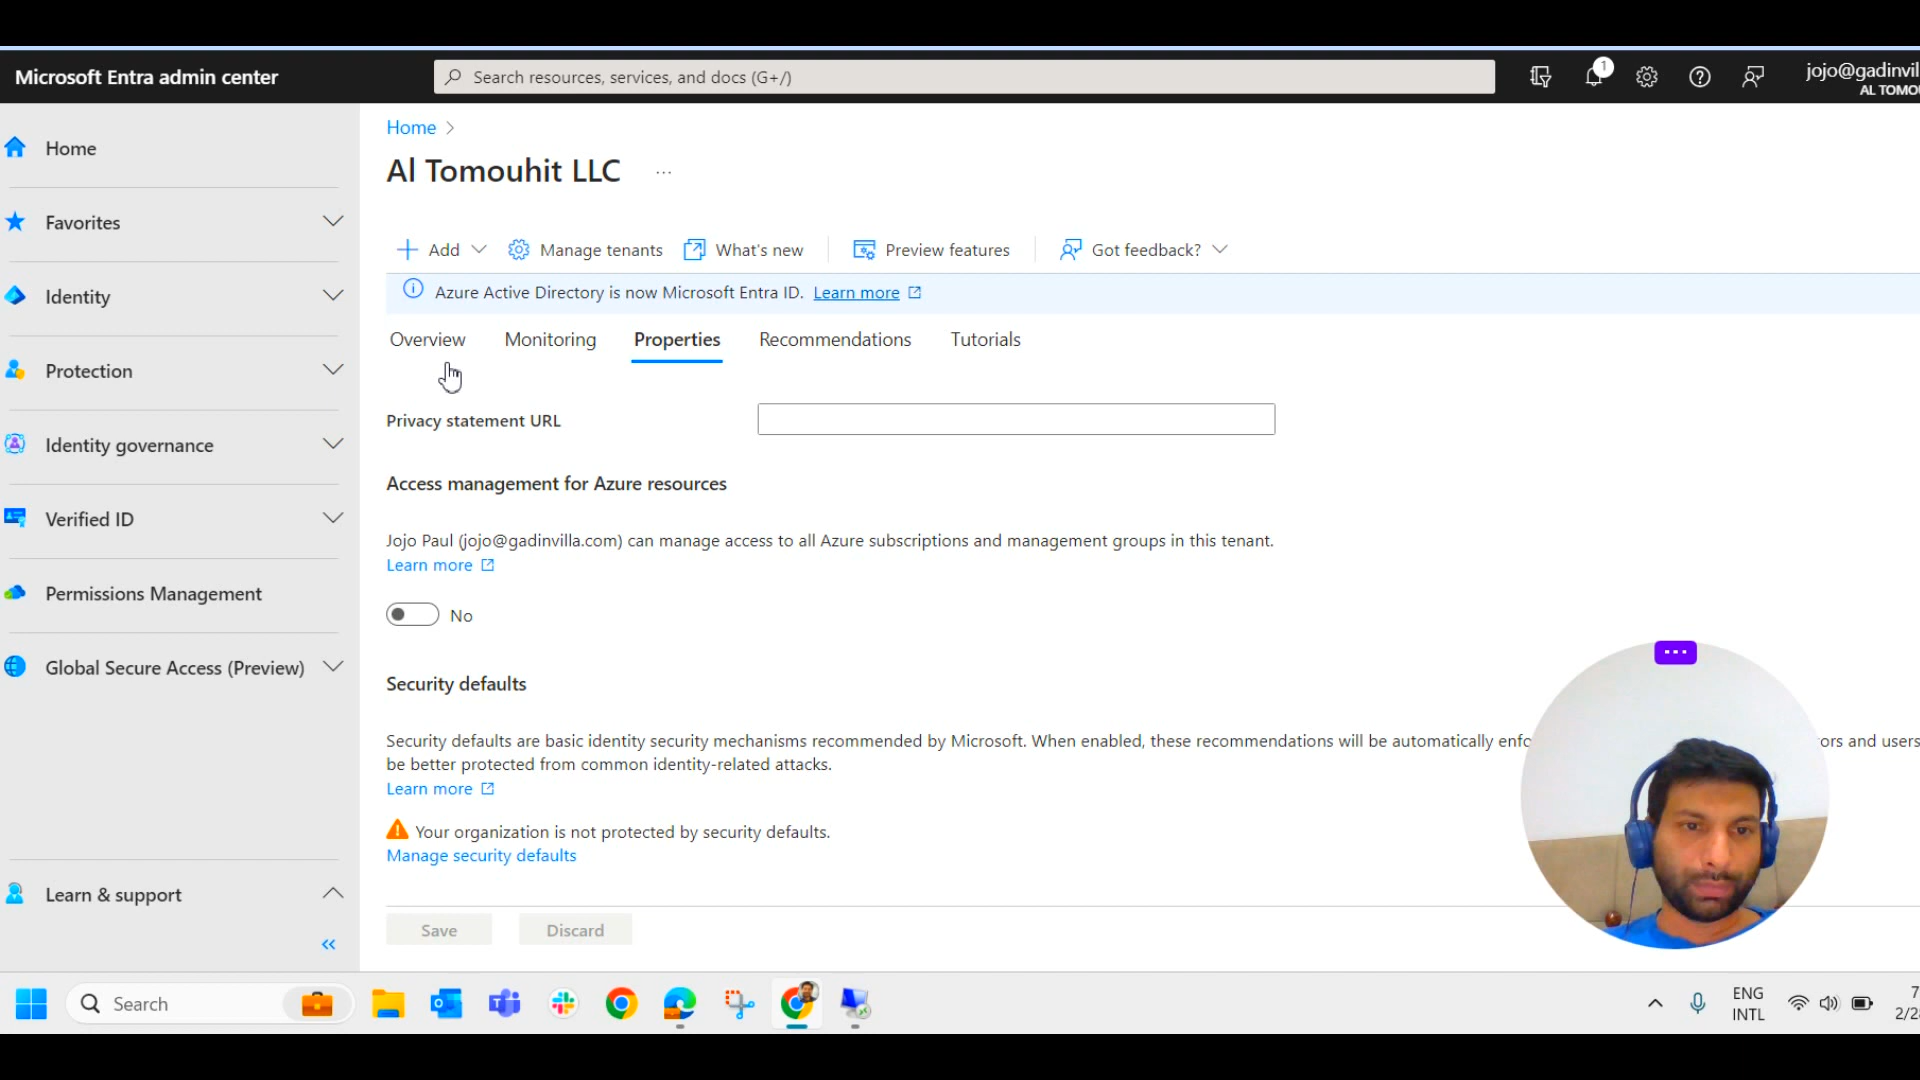 Microsoft Entra admin center
Search resources, services, and docs (G+/)
1
jojo@gadinvil
AL TOMOU
Home
Favorites
Identity
Protection
Identity governance
Verified ID
Permissions Management
Global Secure Access (Preview)
Learn & support
Home
Al Tomouhit LLC
Add
Manage tenants
What's new
Preview features
Got feedback?
Azure Active Directory is now Microsoft Entra ID. Learn more
Overview
Monitoring
Properties
Recommendations
Tutorials
Privacy statement URL
Access management for Azure resources
Jojo Paul (jojo@gadinvilla.com) can manage access to all Azure subscriptions and management groups in this tenant.
Learn more
No
Security defaults
Security defaults are basic identity security mechanisms recommended by Microsoft. When enabled, these recommendations will be automatically enfo ors and users
be better protected from common identity-related attacks.
Learn more
Your organization is not protected by security defaults.
Manage security defaults
Save
Discard
Search
ENG
INTL
7
2/2